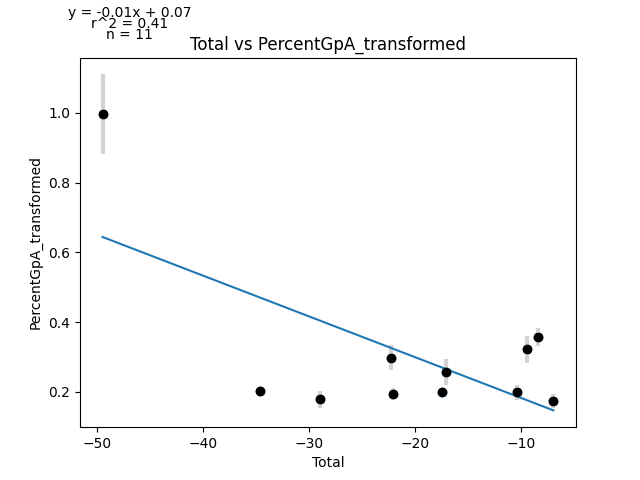 y = -0.01x + 0.07
r^2 = 0.41
n = 11
Total vs PercentGpA_transformed
PercentGpA_transformed
1.0
0.8
0.6
0.4
0.2
−50
−40
−30
−20
−10
Total